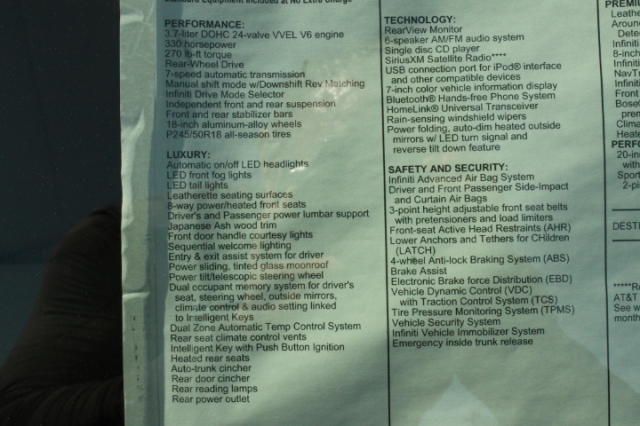 Standard Equipment Included at No Extra Charge
PERFORMANCE:
3.7-liter DOHC 24-valve VVEL V6 engine
330 horsepower
270 lb-ft torque
Rear-Wheel Drive
7-speed automatic transmission
Manual shift mode w/Downshift Rev Matching
Infiniti Drive Mode Selector
Independent front and rear suspension
Front and rear stabilizer bars
18-inch aluminum-alloy wheels
P245/50R18 all-season tires
LUXURY:
Automatic on/off LED headlights
LED front fog lights
LED tail lights
Leatherette seating surfaces
8-way power/heated front seats
Driver's and Passenger power lumbar support
Japanese Ash wood trim
Front door handle courtesy lights
Sequential welcome lighting
Entry & exit assist system for driver
Power sliding, tinted glass moonroof
Power tilt/telescopic steering wheel
Dual occupant memory system for driver's
seat, steering wheel, outside mirrors,
climate control & audio setting linked
to Intelligent Keys
Dual Zone Automatic Temp Control System
Rear seat climate control vents
Intelligent Key with Push Button Ignition
Heated rear seats
Auto-trunk cincher
Rear door cincher
Rear reading lamps
Rear power outlet
TECHNOLOGY:
RearView Monitor
6-speaker AM/FM audio system
Single disc CD player
SiriusXM Satellite Radio****
USB connection port for iPod® interface
and other compatible devices
7-inch color vehicle information display
Bluetooth® Hands-free Phone System
HomeLink® Universal Transceiver
Rain-sensing windshield wipers
Power folding, auto-dim heated outside
mirrors w/ LED turn signal and
reverse tilt down feature
SAFETY AND SECURITY:
Infiniti Advanced Air Bag System
Driver and Front Passenger Side-Impact
and Curtain Air Bags
3-point height adjustable front seat belts
with pretensioners and load limiters
Front-seat Active Head Restraints (AHR)
Lower Anchors and Tethers for CHildren
(LATCH)
4-wheel Anti-lock Braking System (ABS)
Brake Assist
Electronic Brake force Distribution (EBD)
Vehicle Dynamic Control (VDC)
with Traction Control System (TCS)
Tire Pressure Monitoring System (TPMS)
Vehicle Security System
Infiniti Vehicle Immobilizer System
Emergency inside trunk release
PREMIU
Leathe
Around
Dete
Infiniti
8-inch
Infiniti
NavTr
Infiniti
Front
Bose
prem
Clima
Heate
PERFO
20-in
with
Sport
2-p
DESTI
*****R
AT&T
See w
month